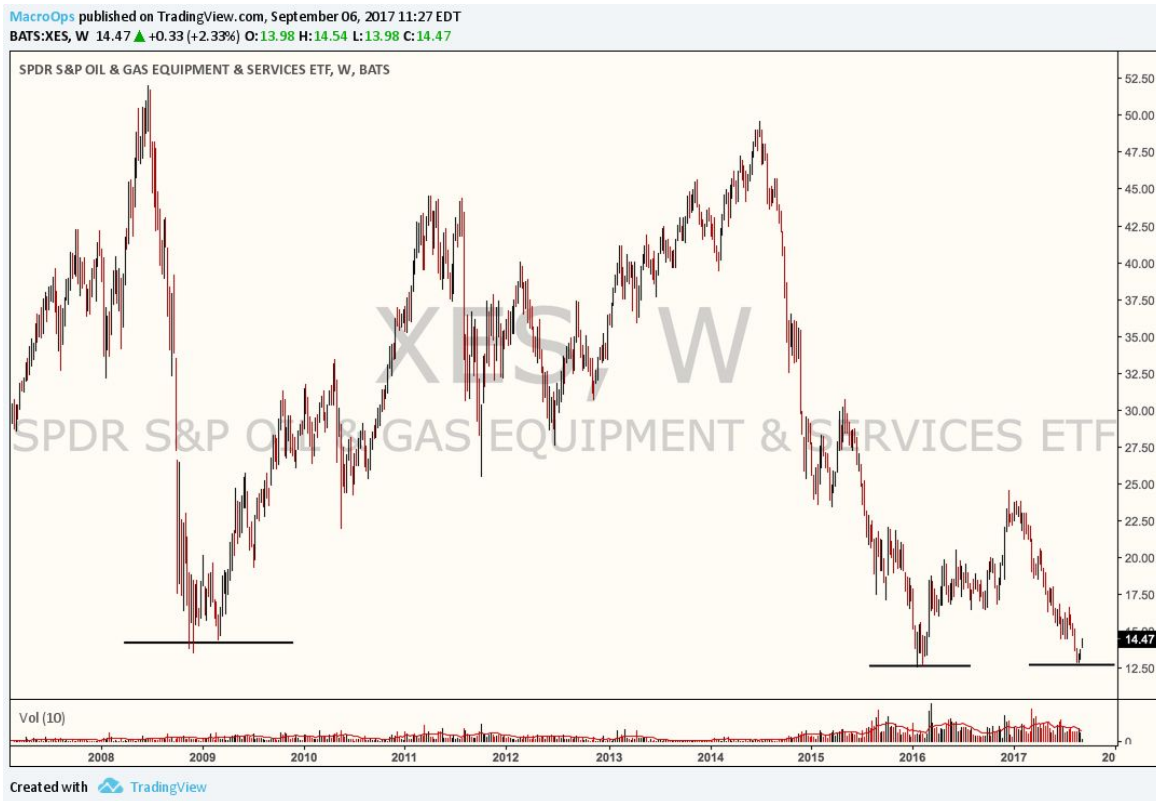 MacroOps published on TradingView.com, September 06, 2017 11:27 EDT
BATS:XES, W 14.47 ▲ +0.33 (+2.33%) O:13.98 H:14.54 L:13.98 C:14.47
SPDR S&P OIL & GAS EQUIPMENT & SERVICES ETF, W, BATS
52.50
50.00
47.50
45.00
42.50
40.00
37.50
XES, W
35.00
32.50
30.00
SPDR S&P OIL & GAS EQUIPMENT & SERVICES ETF
27.50
25.00
22.50
20.00
17.50
15.00
14.47
12.50
Vol (10)
0
2008 2009 2010 2011 2012 2013 2014 2015 2016 2017 20
Created with TradingView